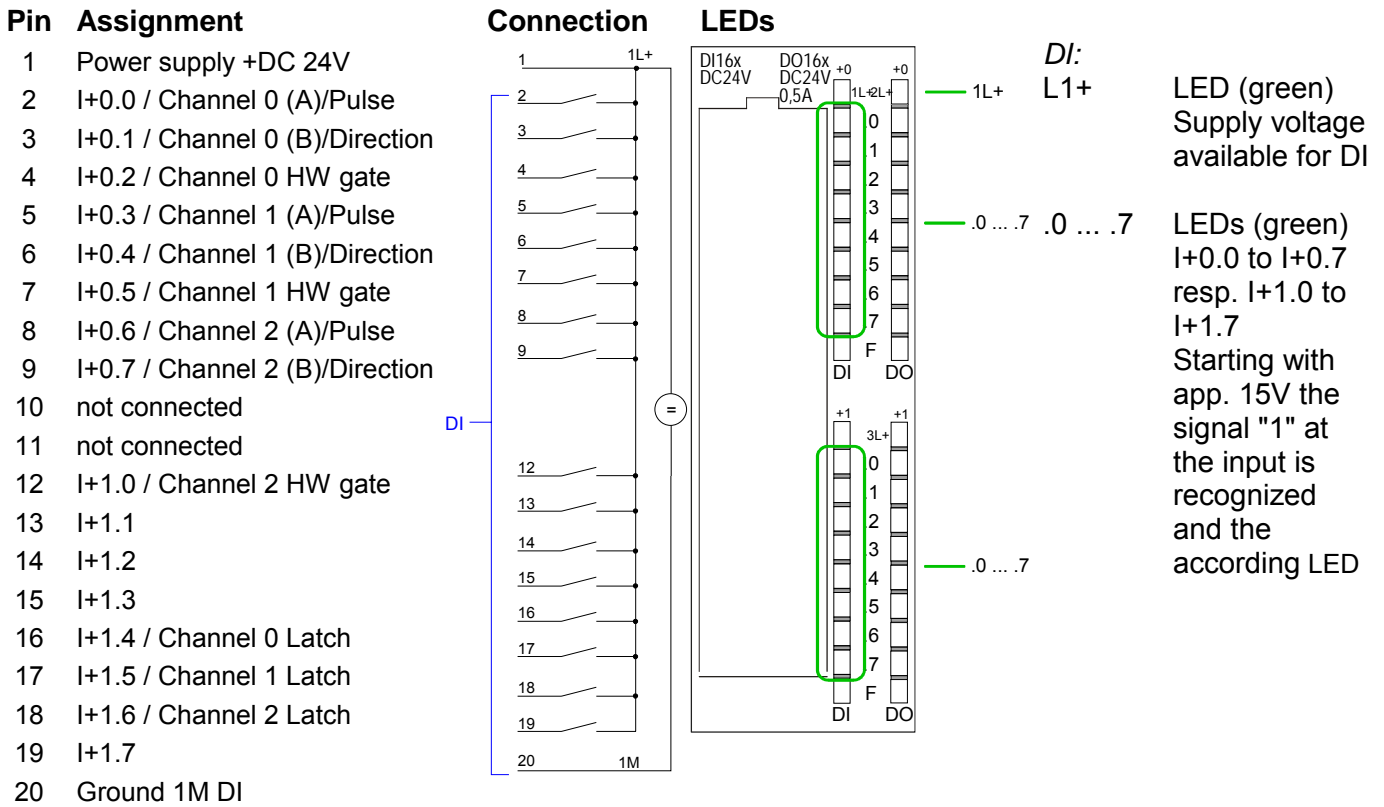 Pin Assignment
1 Power supply +DC 24V
2 I+0.0 / Channel 0 (A)/Pulse
3 I+0.1 / Channel 0 (B)/Direction
4 I+0.2 / Channel 0 HW gate
5 I+0.3 / Channel 1 (A)/Pulse
6 I+0.4 / Channel 1 (B)/Direction
7 I+0.5 / Channel 1 HW gate
8 I+0.6 / Channel 2 (A)/Pulse
9 I+0.7 / Channel 2 (B)/Direction
10 not connected
11 not connected
12 I+1.0 / Channel 2 HW gate
13 I+1.1
14 I+1.2
15 I+1.3
16 I+1.4 / Channel 0 Latch
17 I+1.5 / Channel 1 Latch
18 I+1.6 / Channel 2 Latch
19 I+1.7
20 Ground 1M DI
Connection
1 1L+
2
3
4
5
6
7
8
9
DI
=
12
13
14
15
16
17
18
19
20 1M
LEDs
DI16x DO16x
DC24V DC24V
0,5A
+0 +0
1L+ 2L+
.0
.1
.2
.3
.4
.5
.6
.7
F
DI DO
+1 +1
3L+
.0
.1
.2
.3
.4
.5
.6
.7
F
DI DO
1L+
.0 ... .7
.0 ... .7
DI:
L1+ LED (green)
Supply voltage
available for DI
.0 ... .7 LEDs (green)
I+0.0 to I+0.7
resp. I+1.0 to
I+1.7
Starting with
app. 15V the
signal "1" at
the input is
recognized
and the
according LED